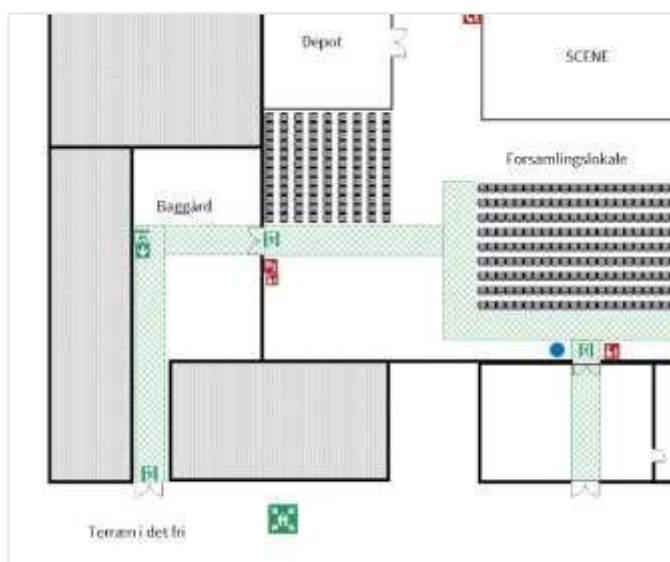 Depot
SCENE
Forsamlingslokale
Baggård
Terræn i det fri